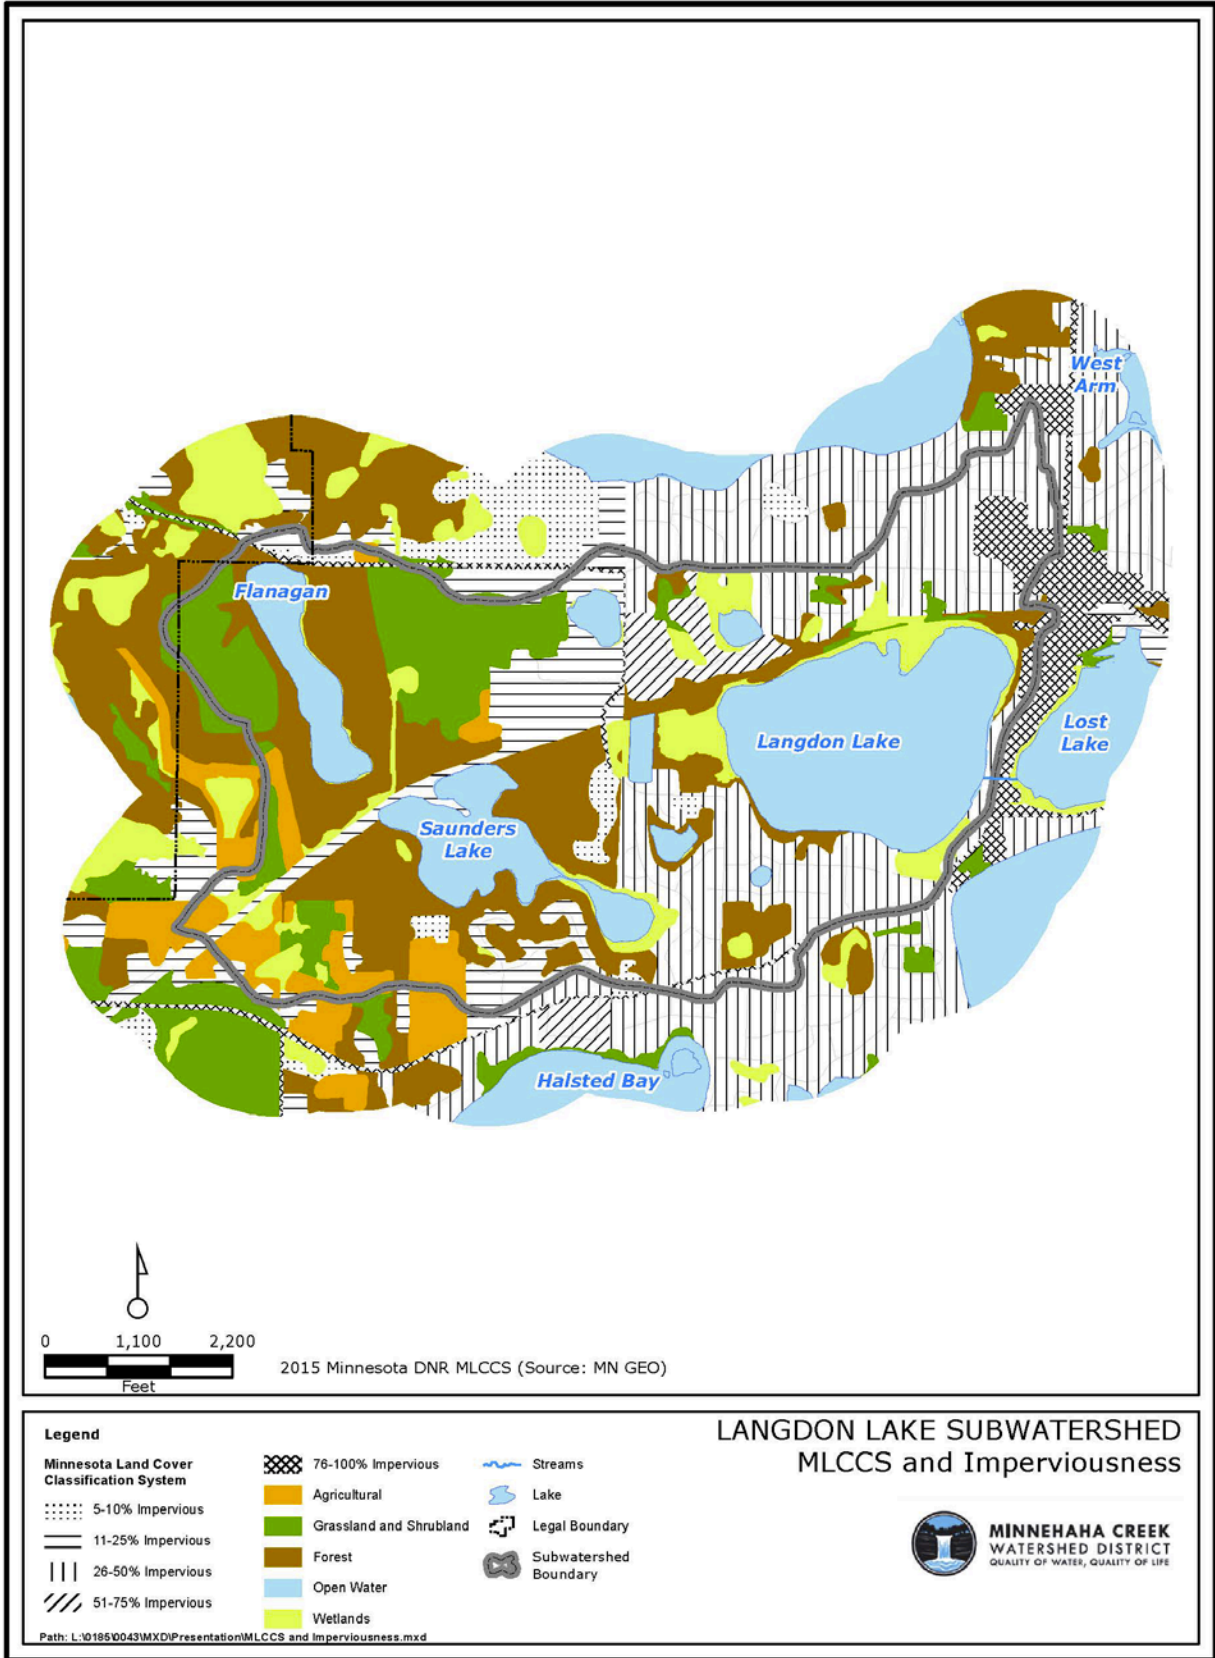 West
Arm
Flanagan
Langdon Lake
Lost
Lake
Saunders
Lake
Halsted Bay
0 1,100 2,200
Feet
2015 Minnesota DNR MLCCS (Source: MN GEO)
LANGDON LAKE SUBWATERSHED
MLCCS and Imperviousness
Legend
Minnesota Land Cover
Classification System
5-10% Impervious
11-25% Impervious
26-50% Impervious
51-75% Impervious
76-100% Impervious
Agricultural
Grassland and Shrubland
Forest
Open Water
Wetlands
Streams
Lake
Legal Boundary
Subwatershed
Boundary
MINNEHAHA CREEK
WATERSHED DISTRICT
QUALITY OF WATER, QUALITY OF LIFE
Path: L:\0185\0043\MXD\Presentation\MLCCS and Imperviousness.mxd